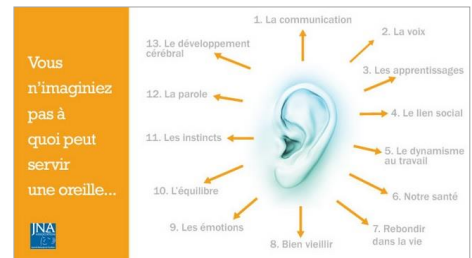 Vous
n'imaginiez
pas à
quoi peut
servir
une oreille...
JNA
1. La communication
2. La voix
3. Les apprentissages
4. Le lien social
5. Le dynamisme
au travail
6. Notre santé
7. Rebondir
dans la vie
8. Bien vieillir
9. Les émotions
10. L'équilibre
11. Les instincts
12. La parole
13. Le développement
cérébral